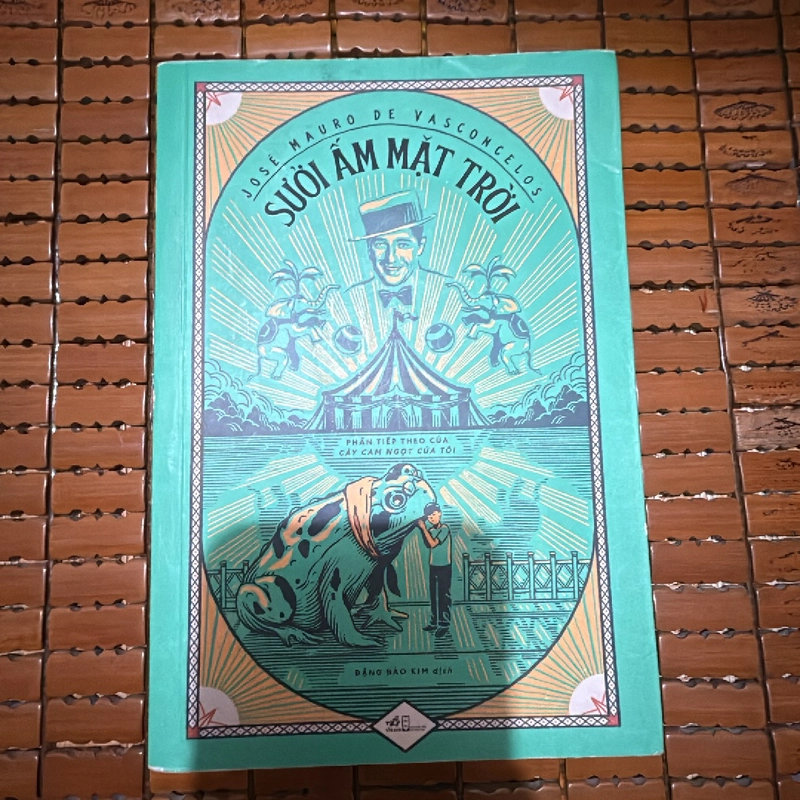 JOSÉ MAURO DE VASCONCELOS
SƯỞI ẤM MẶT TRỜI
PHẦN TIẾP THEO CỦA
CÂY CAM NGỌT CỦA TÔI
ĐẶNG HẢO KIM dịch